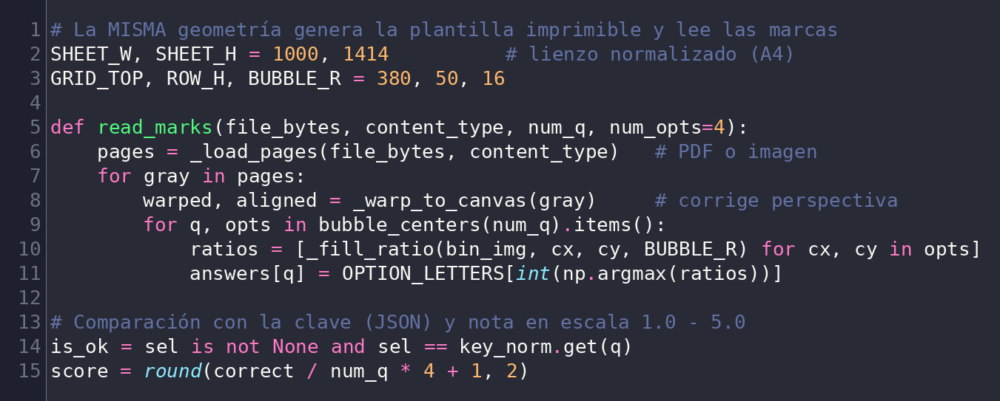 1 # La MISMA geometría genera la plantilla imprimible y lee las marcas
2 SHEET_W, SHEET_H = 1000, 1414          # lienzo normalizado (A4)
3 GRID_TOP, ROW_H, BUBBLE_R = 380, 50, 16
4
5 def read_marks(file_bytes, content_type, num_q, num_opts=4):
6     pages = _load_pages(file_bytes, content_type)   # PDF o imagen
7     for gray in pages:
8         warped, aligned = _warp_to_canvas(gray)     # corrige perspectiva
9         for q, opts in bubble_centers(num_q).items():
10             ratios = [_fill_ratio(bin_img, cx, cy, BUBBLE_R) for cx, cy in opts]
11             answers[q] = OPTION_LETTERS[int(np.argmax(ratios))]
12
13 # Comparación con la clave (JSON) y nota en escala 1.0 - 5.0
14 is_ok = sel is not None and sel == key_norm.get(q)
15 score = round(correct / num_q * 4 + 1, 2)